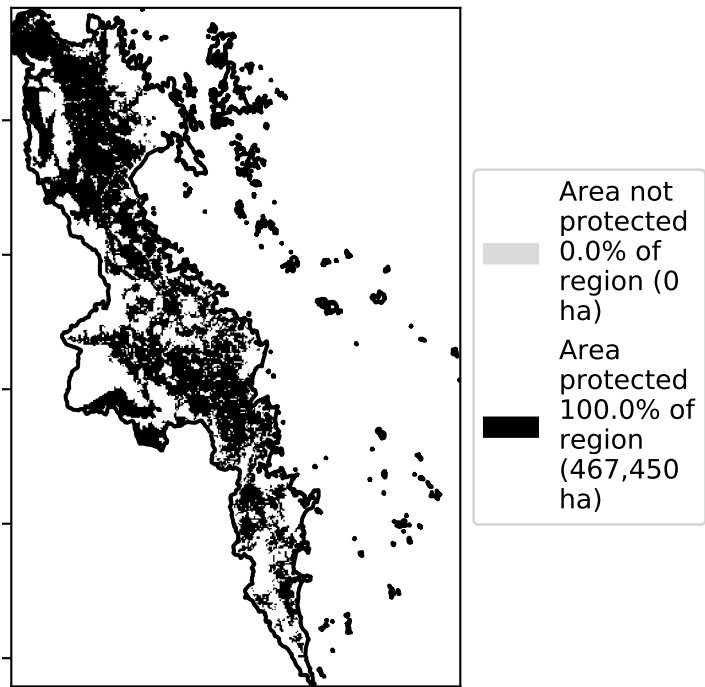 Area not
protected
0.0% of
region (0
ha)
Area
protected
100.0% of
region
(467,450
ha)